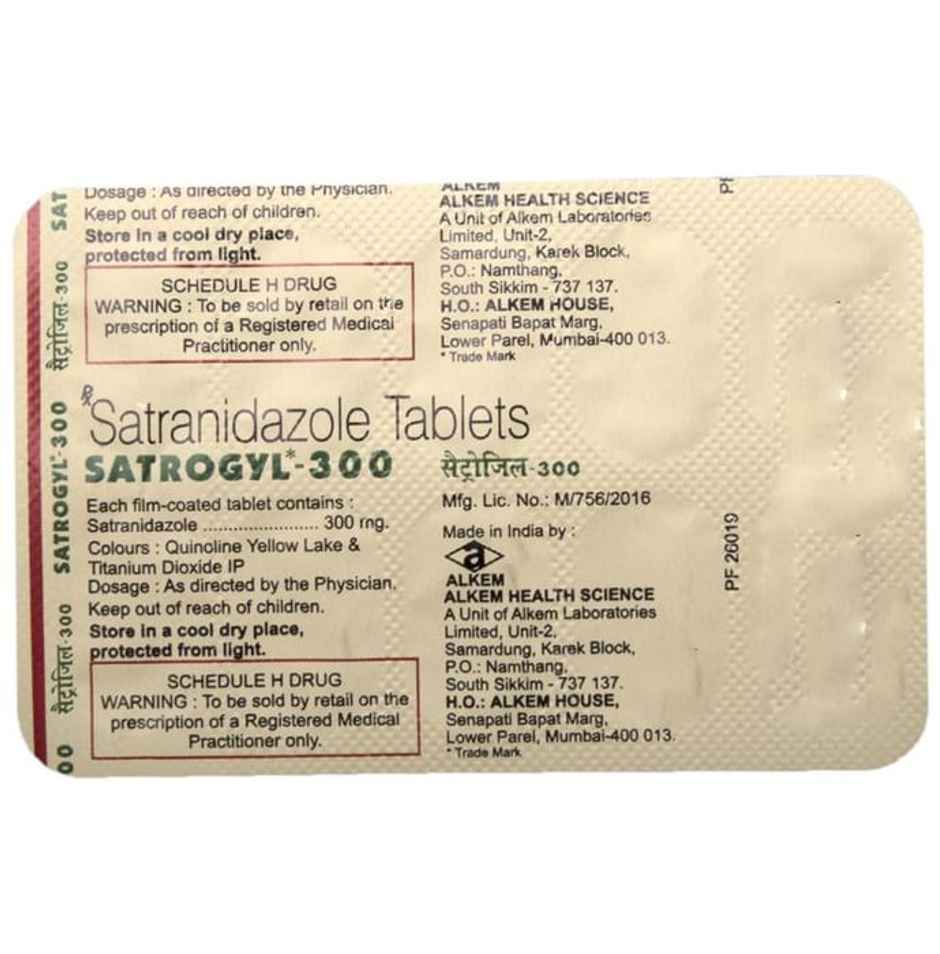 Dosage : As directed by the Physician.
Keep out of reach of children.
Store in a cool dry place,
protected from light.
SCHEDULE H DRUG
WARNING : To be sold by retail on the
prescription of a Registered Medical
Practitioner only.
ALKEM
ALKEM HEALTH SCIENCE
A Unit of Alkem Laboratories
Limited, Unit-2,
Samardung, Karek Block,
P.O.: Namthang,
South Sikkim - 737 137.
H.O.: ALKEM HOUSE,
Senapati Bapat Marg,
Lower Parel, Mumbai-400 013.
* Trade Mark
Rx Satranidazole Tablets
SATROGYL*-300
सैट्रोजिल-300
Each film-coated tablet contains :
Satranidazole ...................... 300 mg.
Colours : Quinoline Yellow Lake &
Titanium Dioxide IP
Dosage : As directed by the Physician.
Keep out of reach of children.
Store in a cool dry place,
protected from light.
SCHEDULE H DRUG
WARNING : To be sold by retail on the
prescription of a Registered Medical
Practitioner only.
Mfg. Lic. No.: M/756/2016
Made in India by :
a
ALKEM
ALKEM HEALTH SCIENCE
A Unit of Alkem Laboratories
Limited, Unit-2,
Samardung, Karek Block,
P.O.: Namthang,
South Sikkim - 737 137.
H.O.: ALKEM HOUSE,
Senapati Bapat Marg,
Lower Parel, Mumbai-400 013.
* Trade Mark
00 सैट्रोजिल-300 SATROGYL*-300 सैट्रोजिल-300 SAT
PF 26019 PF